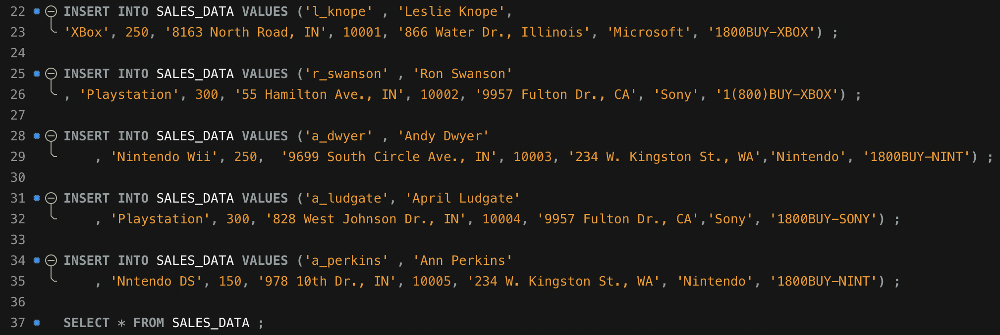 22 INSERT INTO SALES_DATA VALUES ('l_knope' , 'Leslie Knope',
23 'XBox', 250, '8163 North Road, IN', 10001, '866 Water Dr., Illinois', 'Microsoft', '1800BUY-XBOX') ;
24
25 INSERT INTO SALES_DATA VALUES ('r_swanson' , 'Ron Swanson'
26 , 'Playstation', 300, '55 Hamilton Ave., IN', 10002, '9957 Fulton Dr., CA', 'Sony', '1(800)BUY-XBOX') ;
27
28 INSERT INTO SALES_DATA VALUES ('a_dwyer' , 'Andy Dwyer'
29     , 'Nintendo Wii', 250,  '9699 South Circle Ave., IN', 10003, '234 W. Kingston St., WA','Nintendo', '1800BUY-NINT') ;
30
31 INSERT INTO SALES_DATA VALUES ('a_ludgate', 'April Ludgate'
32     , 'Playstation', 300, '828 West Johnson Dr., IN', 10004, '9957 Fulton Dr., CA','Sony', '1800BUY-SONY') ;
33
34 INSERT INTO SALES_DATA VALUES ('a_perkins' , 'Ann Perkins'
35     , 'Nntendo DS', 150, '978 10th Dr., IN', 10005, '234 W. Kingston St., WA', 'Nintendo', '1800BUY-NINT') ;
36
37 SELECT * FROM SALES_DATA ;